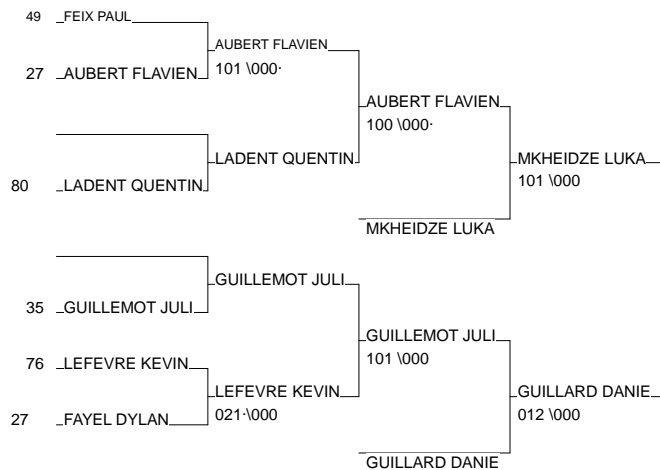 49 FEIX PAUL
AUBERT FLAVIEN
101 \000·
27 AUBERT FLAVIEN
AUBERT FLAVIEN
100 \000·
LADENT QUENTIN
MKHEIDZE LUKA
101 \000
80 LADENT QUENTIN
MKHEIDZE LUKA
GUILLEMOT JULI
35 GUILLEMOT JULI
GUILLEMOT JULI
101 \000
76 LEFEVRE KEVIN
LEFEVRE KEVIN
021·\000
GUILLARD DANIE
012 \000
27 FAYEL DYLAN
GUILLARD DANIE